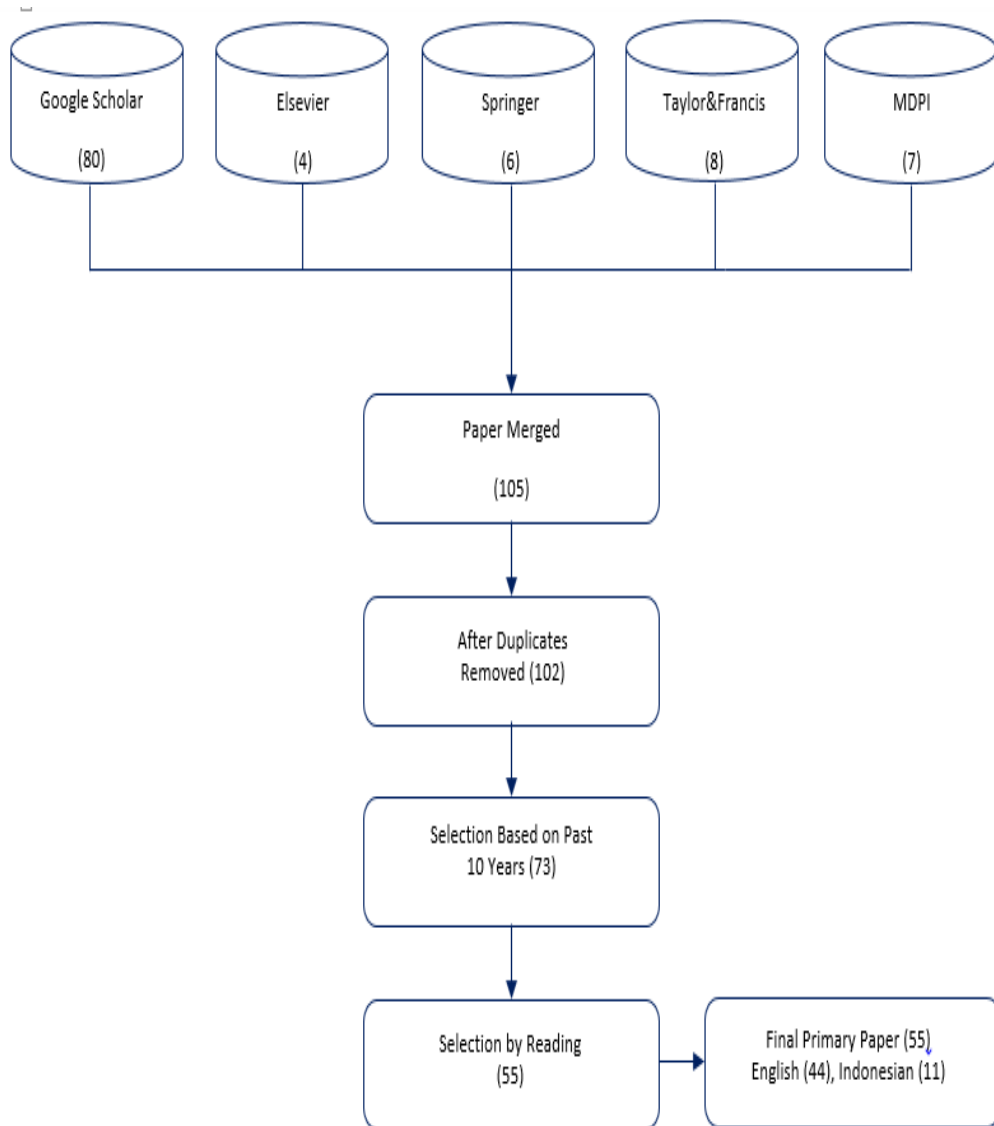 Google Scholar
(80)
Elsevier
(4)
Springer
(6)
Taylor&Francis
(8)
MDPI
(7)
Paper Merged
(105)
After Duplicates
Removed (102)
Selection Based on Past
10 Years (73)
Selection by Reading
(55)
Final Primary Paper (55)
English (44), Indonesian (11)